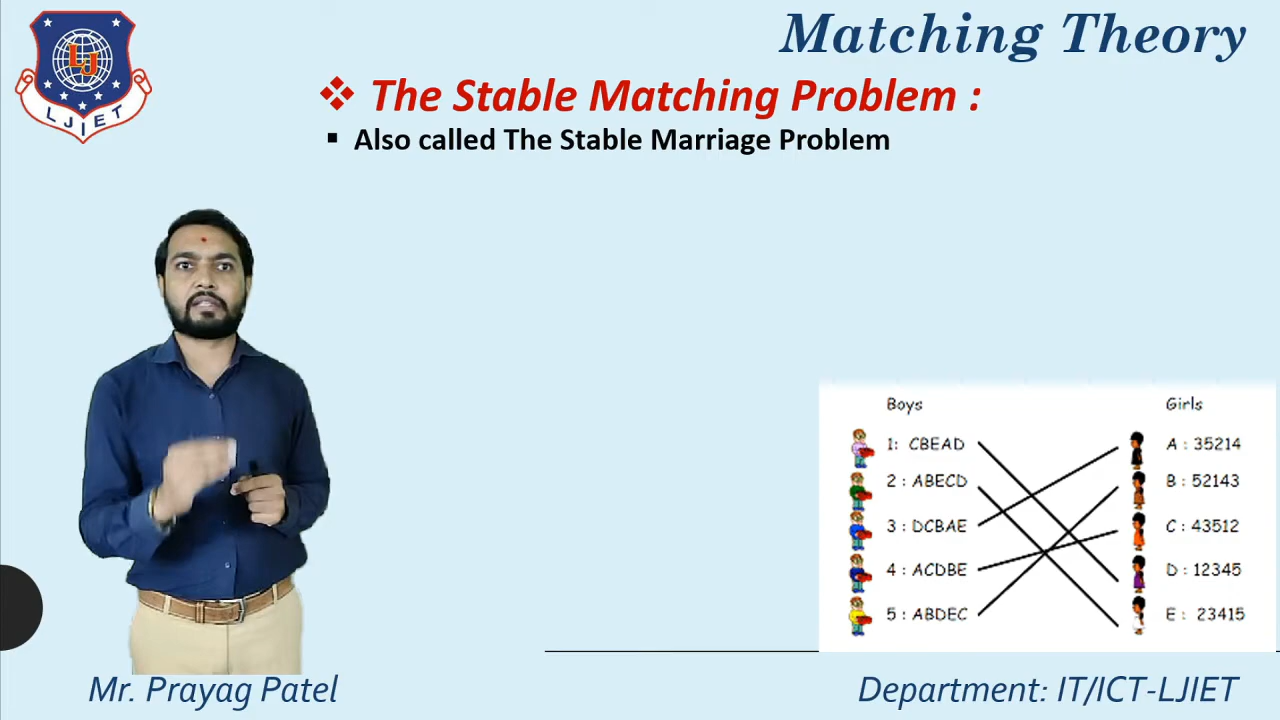 Matching Theory
❖ The Stable Matching Problem :
▪ Also called The Stable Marriage Problem
LJ
LJIET
Boys Girls
1: CBEAD A : 35214
2 : ABECD B : 52143
3 : DCBAE C : 43512
4 : ACDBE D : 12345
5 : ABDEC E : 23415
Mr. Prayag Patel Department: IT/ICT-LJIET